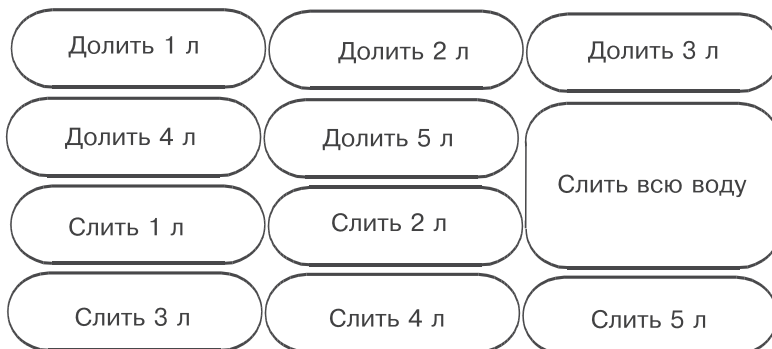 Долить 1 л
Долить 2 л
Долить 3 л
Долить 4 л
Долить 5 л
Слить всю воду
Слить 1 л
Слить 2 л
Слить 3 л
Слить 4 л
Слить 5 л